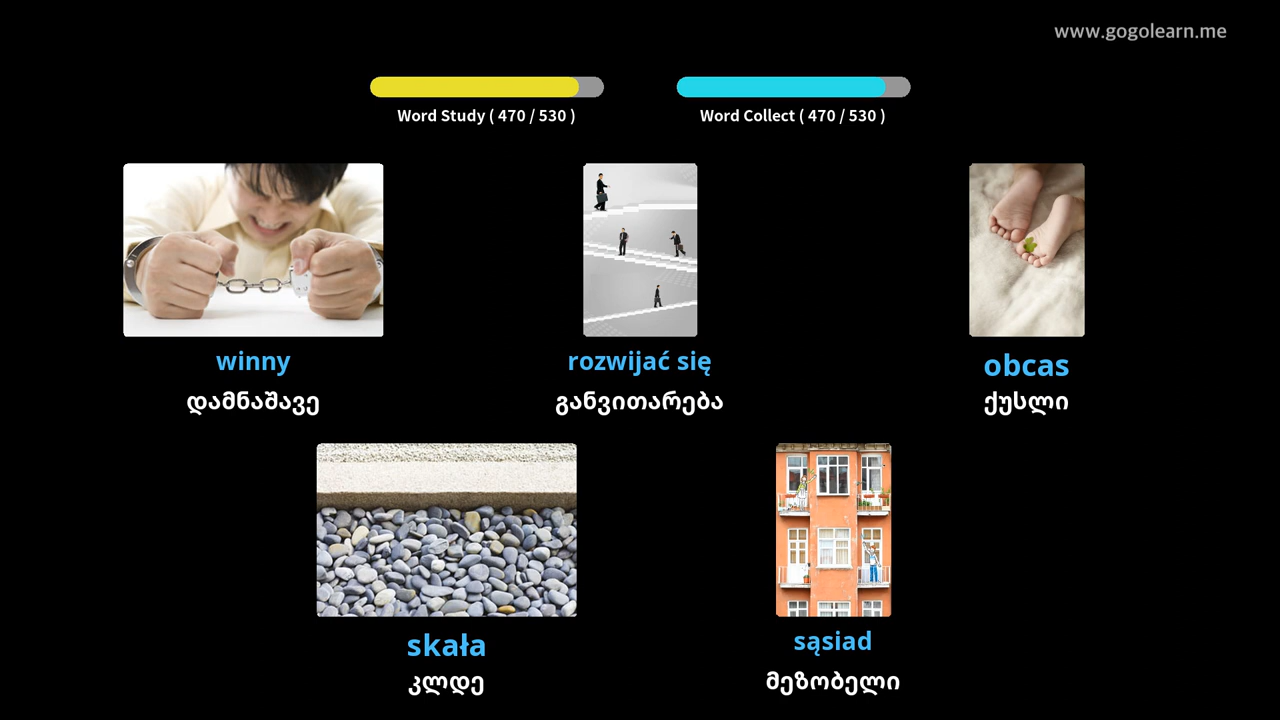 www.gogolearn.me
Word Study ( 470 / 530 )
Word Collect ( 470 / 530 )
winny
დამნაშავე
rozwijać się
განვითარება
obcas
ქუსლი
skała
კლდე
sąsiad
მეზობელი